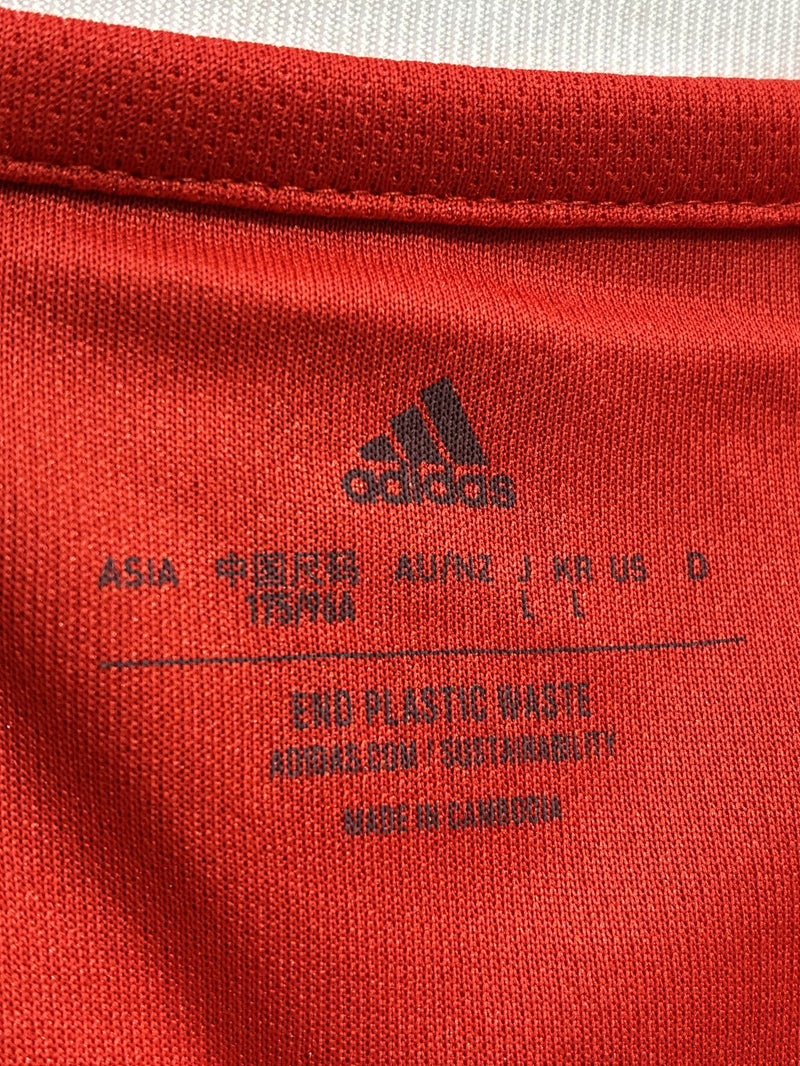 adidas
ASIA 中国尺码 AU/NZ J KR US D
175/96A L L
END PLASTIC WASTE
ADIDAS.COM / SUSTAINABILITY
MADE IN CAMBODIA